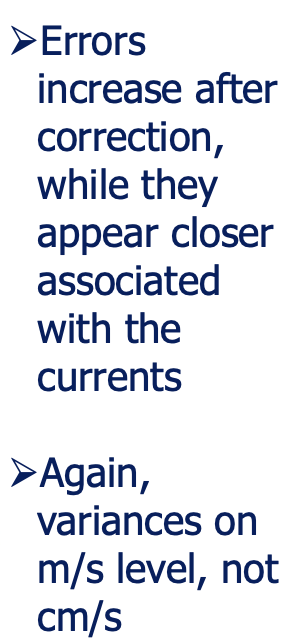 ➢Errors
increase after
correction,
while they
appear closer
associated
with the
currents
➢Again,
variances on
m/s level, not
cm/s